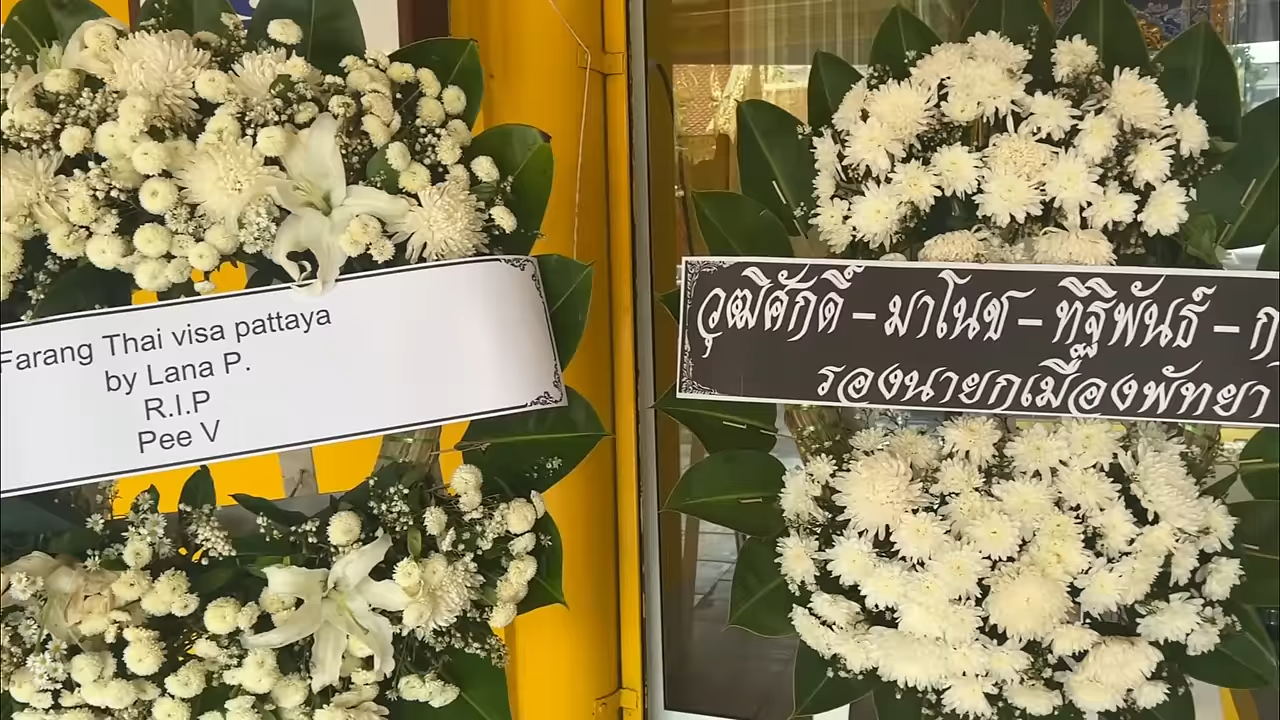 Farang Thai visa pattaya
by Lana P.
R.I.P
Pee V
วุฒิศักดิ์ – มาโนช – ทิฐิพันธ์ –
รองนายกเมืองพัทยา